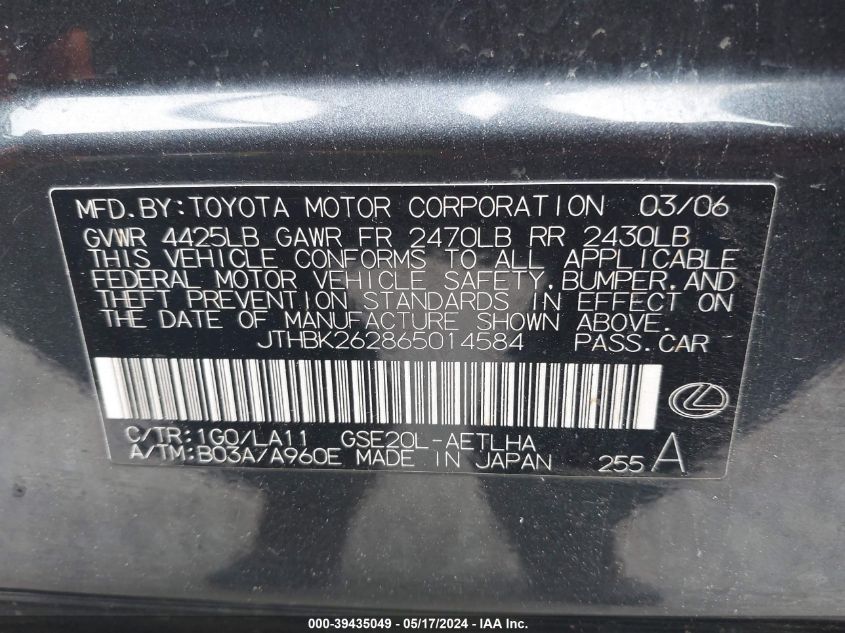 MFD.BY:TOYOTA MOTOR CORPORATION 03/06
GVWR 4425LB GAWR FR 2470LB RR 2430LB
THIS VEHICLE CONFORMS TO ALL APPLICABLE
FEDERAL MOTOR VEHICLE SAFETY,BUMPER,AND
THEFT PREVENTION STANDARDS IN EFFECT ON
THE DATE OF MANUFACTURE SHOWN ABOVE.
JTHBK262865014584 PASS.CAR
C/TR:1G0/LA11 GSE20L-AETLHA
A/TM:B03A/A960E MADE IN JAPAN 255 A
000-39435049 - 05/17/2024 - IAA Inc.